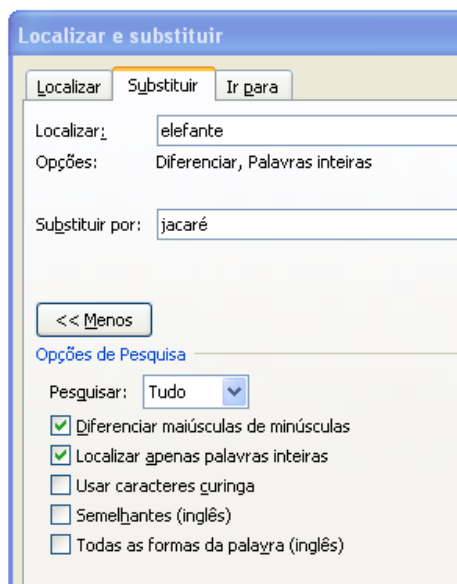 Localizar e substituir
Localizar Substituir Ir para
Localizar: elefante
Opções: Diferenciar, Palavras inteiras
Substituir por: jacaré
<< Menos
Opções de Pesquisa
Pesquisar: Tudo
Diferenciar maiúsculas de minúsculas
Localizar apenas palavras inteiras
Usar caracteres curinga
Semelhantes (inglês)
Todas as formas da palavra (inglês)